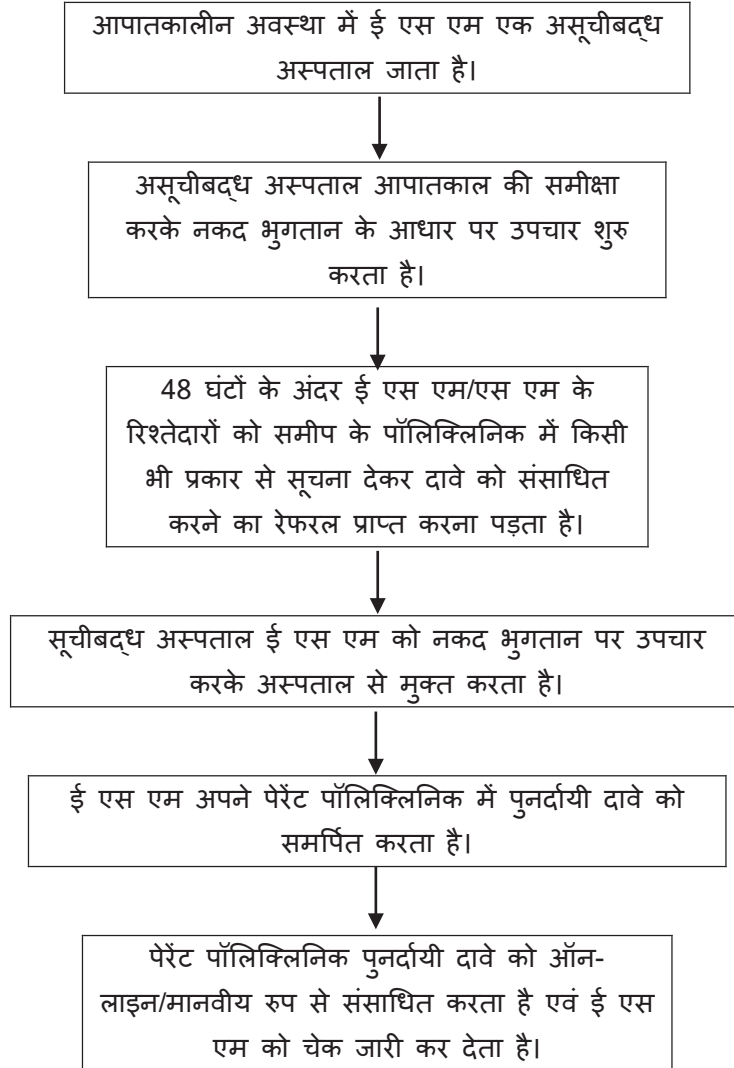 आपातकालीन अवस्था में ई एस एम एक असूचीबद्ध
अस्पताल जाता है।
असूचीबद्ध अस्पताल आपातकाल की समीक्षा
करके नकद भुगतान के आधार पर उपचार शुरु
करता है।
48 घंटों के अंदर ई एस एम/एस एम के
रिश्तेदारों को समीप के पॉलिक्लिनिक में किसी
भी प्रकार से सूचना देकर दावे को संसाधित
करने का रेफरल प्राप्त करना पड़ता है।
सूचीबद्ध अस्पताल ई एस एम को नकद भुगतान पर उपचार
करके अस्पताल से मुक्त करता है।
ई एस एम अपने पेरेंट पॉलिक्लिनिक में पुनर्दायी दावे को
समर्पित करता है।
पेरेंट पॉलिक्लिनिक पुनर्दायी दावे को ऑन-
लाइन/मानवीय रुप से संसाधित करता है एवं ई एस
एम को चेक जारी कर देता है।